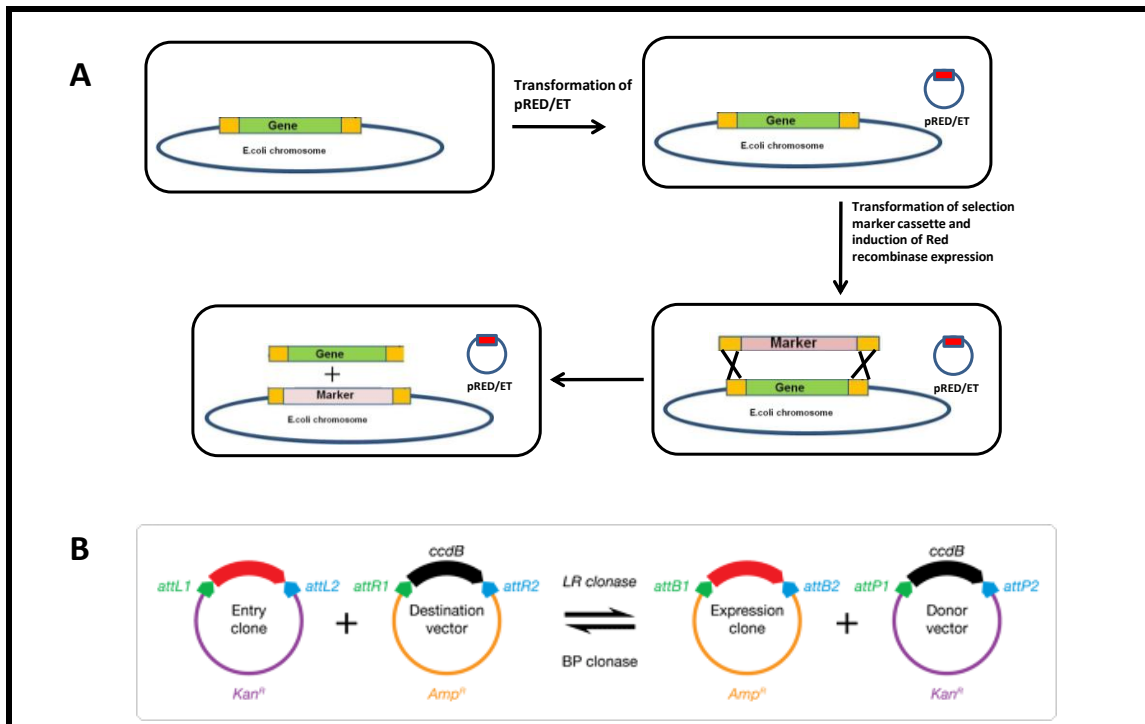 A
Gene
E.coli chromosome
Transformation of
pRED/ET
Gene
E.coli chromosome
pRED/ET
Transformation of selection
marker cassette and
induction of Red
recombinase expression
Gene
+
Marker
E.coli chromosome
pRED/ET
Marker
Gene
E.coli chromosome
pRED/ET
B
attL1
attL2
Entry
clone
KanR
+
ccdB
attR1
attR2
Destination
vector
AmpR
LR clonase
BP clonase
attB1
attB2
Expression
clone
AmpR
+
ccdB
attP1
attP2
Donor
vector
KanR